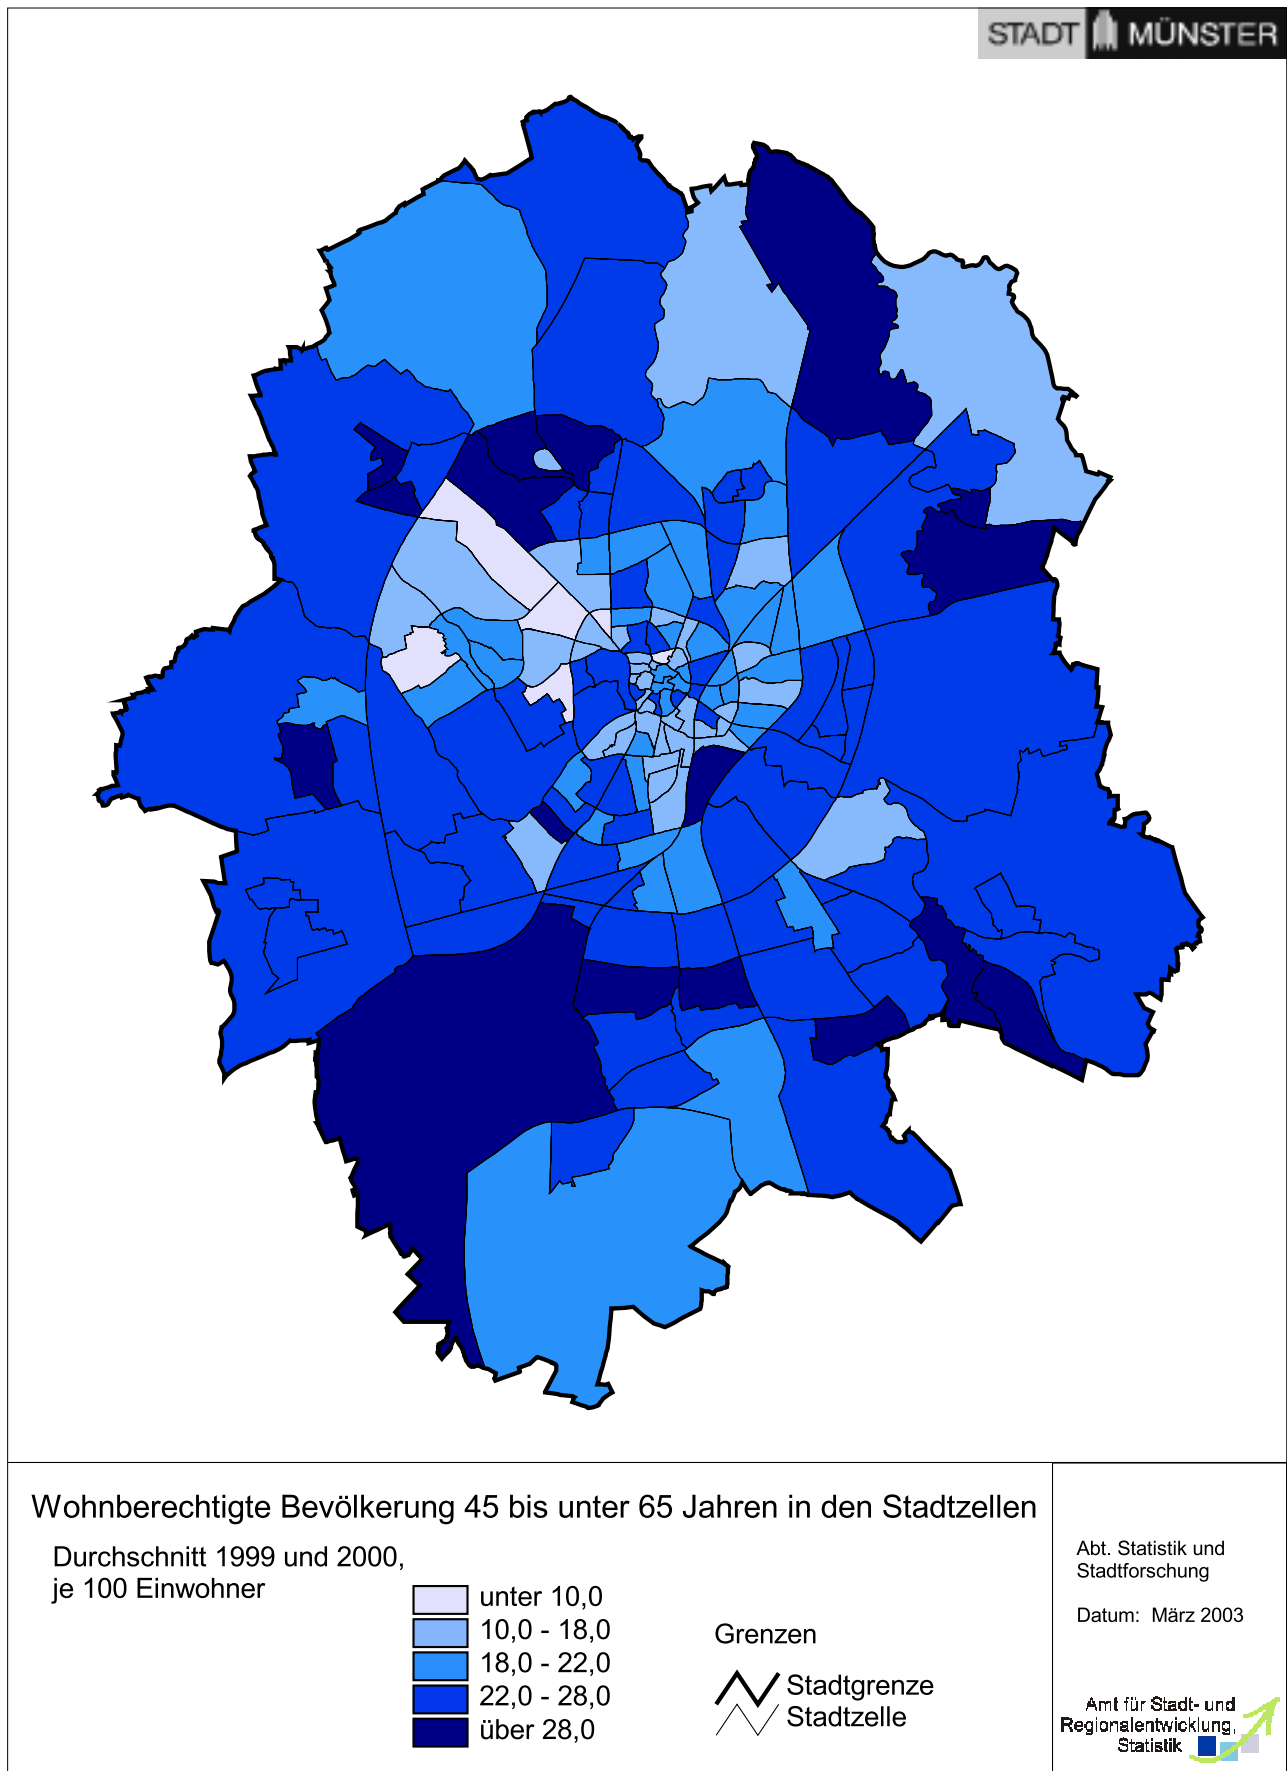 STADT MÜNSTER
Wohnberechtigte Bevölkerung 45 bis unter 65 Jahren in den Stadtzellen
Durchschnitt 1999 und 2000,
je 100 Einwohner
unter 10,0
10,0 - 18,0
18,0 - 22,0
22,0 - 28,0
über 28,0
Grenzen
Stadtgrenze
Stadtzelle
Abt. Statistik und
Stadtforschung
Datum: März 2003
Amt für Stadt- und
Regionalentwicklung,
Statistik